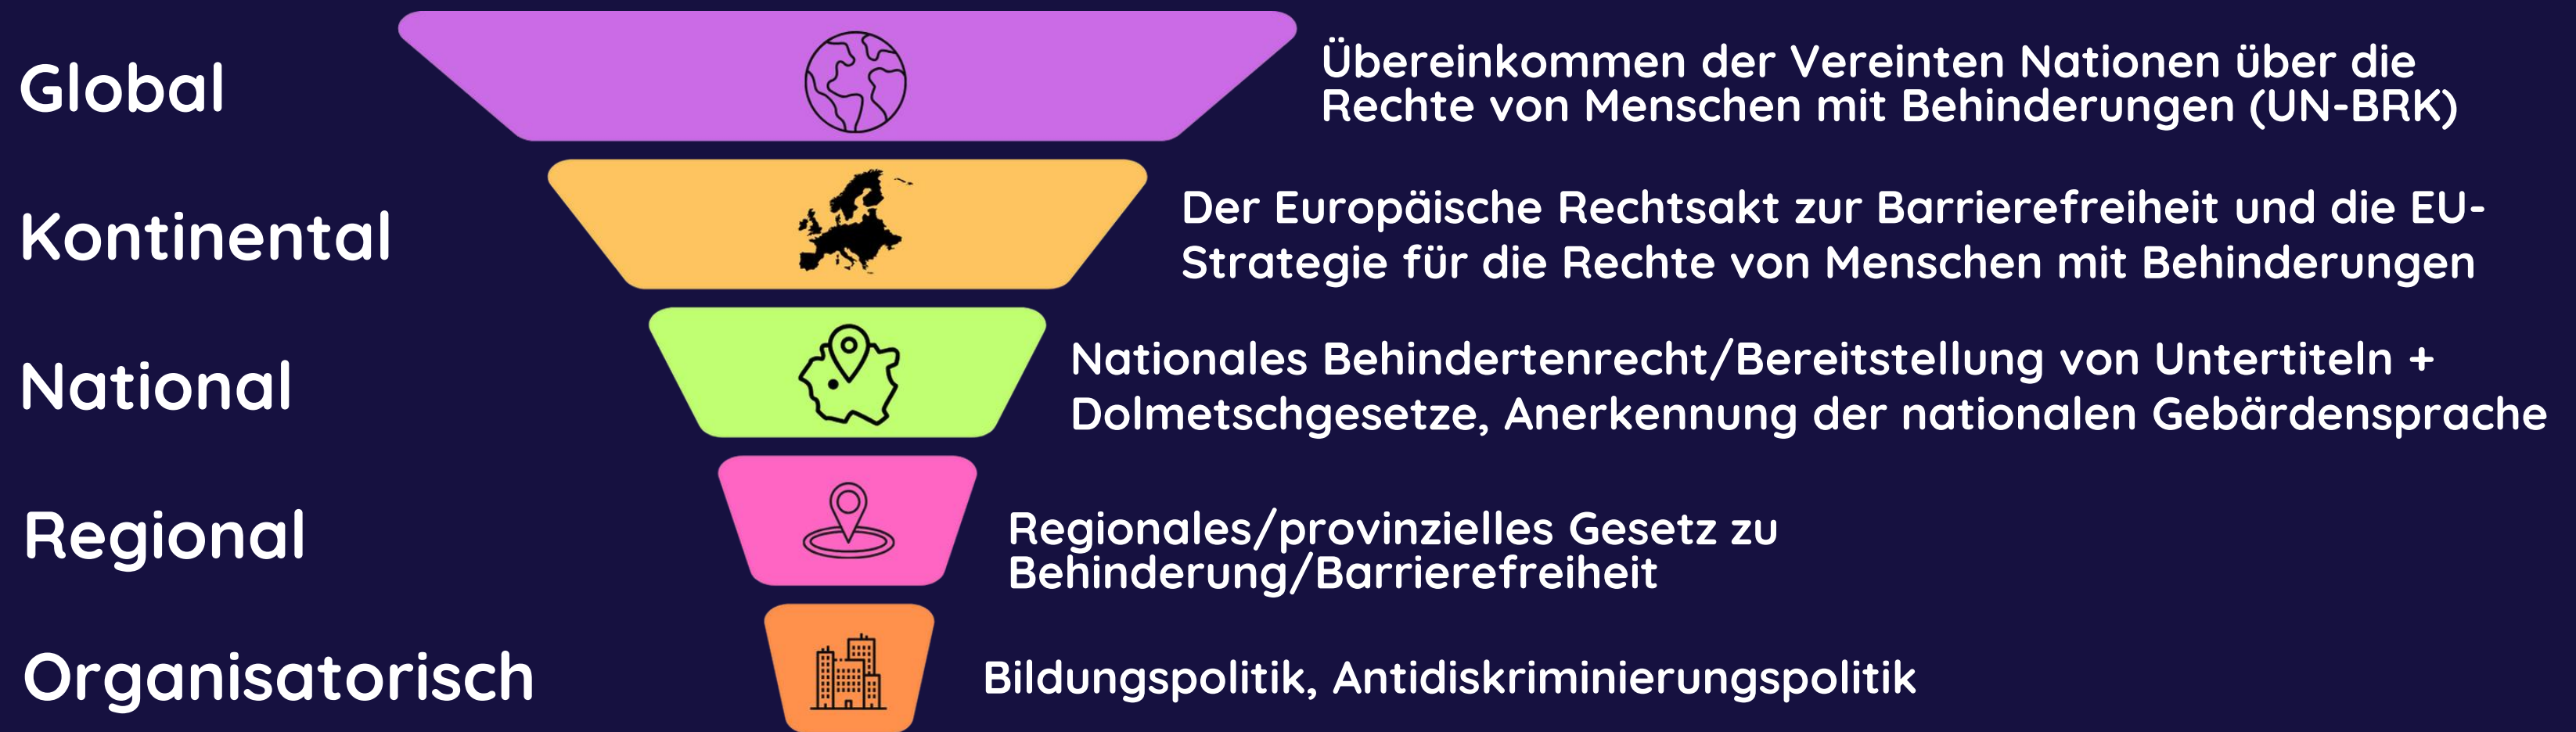 Global
Übereinkommen der Vereinten Nationen über die
Rechte von Menschen mit Behinderungen (UN-BRK)
Kontinental
Der Europäische Rechtsakt zur Barrierefreiheit und die EU-
Strategie für die Rechte von Menschen mit Behinderungen
National
Nationales Behindertenrecht/Bereitstellung von Untertiteln +
Dolmetschgesetze, Anerkennung der nationalen Gebärdensprache
Regional
Regionales/provinzielles Gesetz zu
Behinderung/Barrierefreiheit
Organisatorisch
Bildungspolitik, Antidiskriminierungspolitik